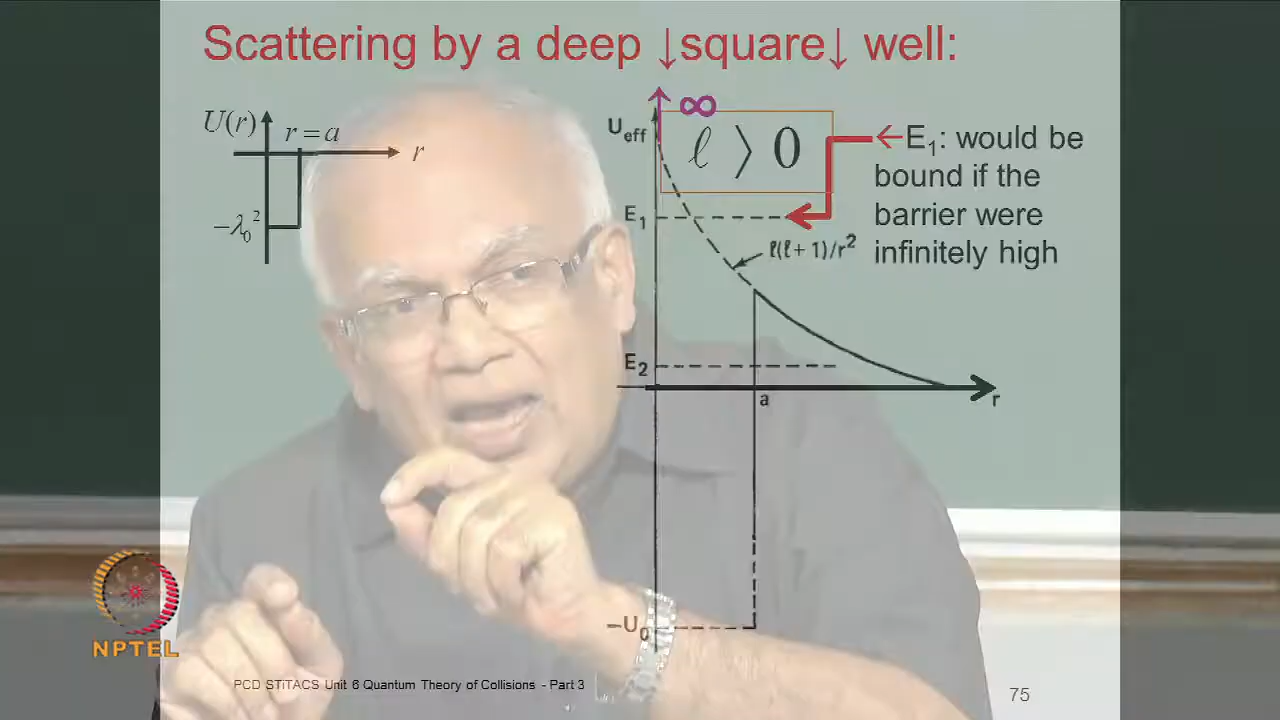 Scattering by a deep ↓square↓ well:
U(r)
r = a
r
−λ₀²
∞
Ueff
ℓ 〉 0
←E₁: would be
bound if the
barrier were
infinitely high
E₁
ℓ(ℓ + 1)/r²
E₂
a
r
−U₀
NPTEL
PCD STiTACS Unit 6 Quantum Theory of Collisions - Part 3
75